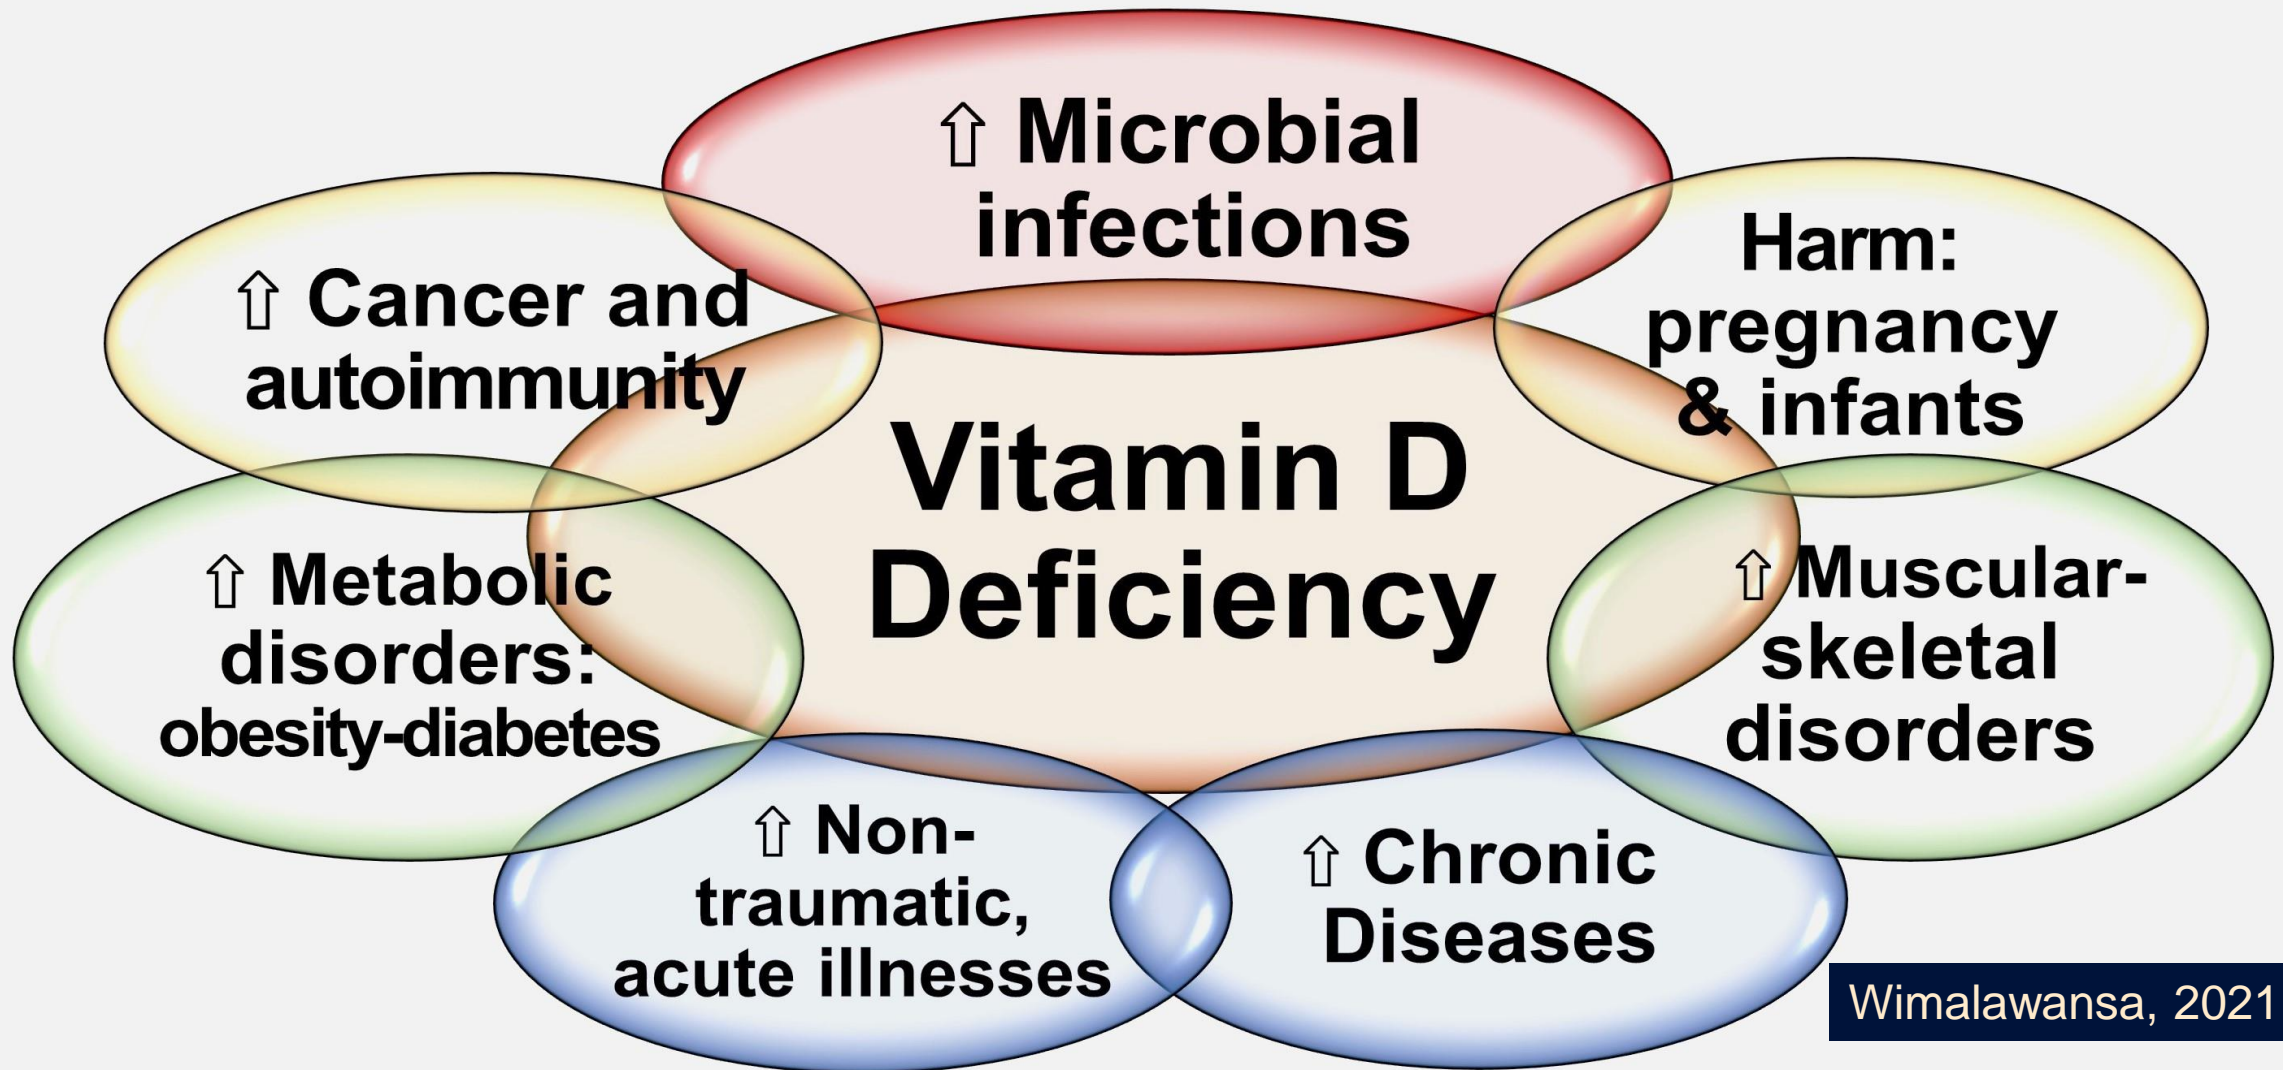 ⇧ Microbial
infections
Harm:
pregnancy
& infants
⇧ Cancer and
autoimmunity
Vitamin D
Deficiency
⇧ Muscular-
skeletal
disorders
⇧ Metabolic
disorders:
obesity-diabetes
⇧ Non-
traumatic,
acute illnesses
⇧ Chronic
Diseases
Wimalawansa, 2021